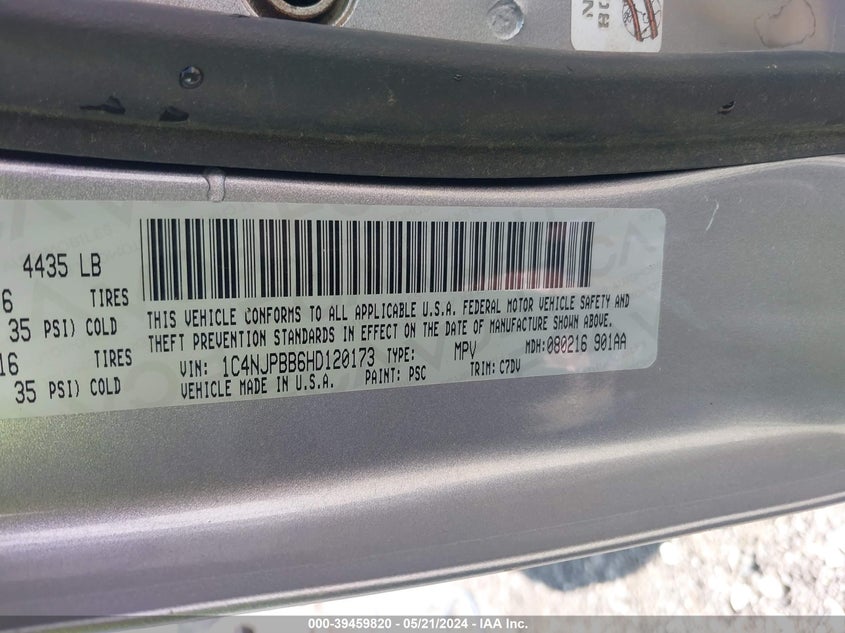 81
N
4435 LB
6 TIRES
35 PSI) COLD
16 TIRES
35 PSI) COLD
THIS VEHICLE CONFORMS TO ALL APPLICABLE U.S.A. FEDERAL MOTOR VEHICLE SAFETY AND
THEFT PREVENTION STANDARDS IN EFFECT ON THE DATE OF MANUFACTURE SHOWN ABOVE.
VIN: 1C4NJPBB6HD120173 TYPE: MPV MDH:080216 901AA
VEHICLE MADE IN U.S.A. PAINT: PSC TRIM: C7DV
000-39459820 - 05/21/2024 - IAA Inc.